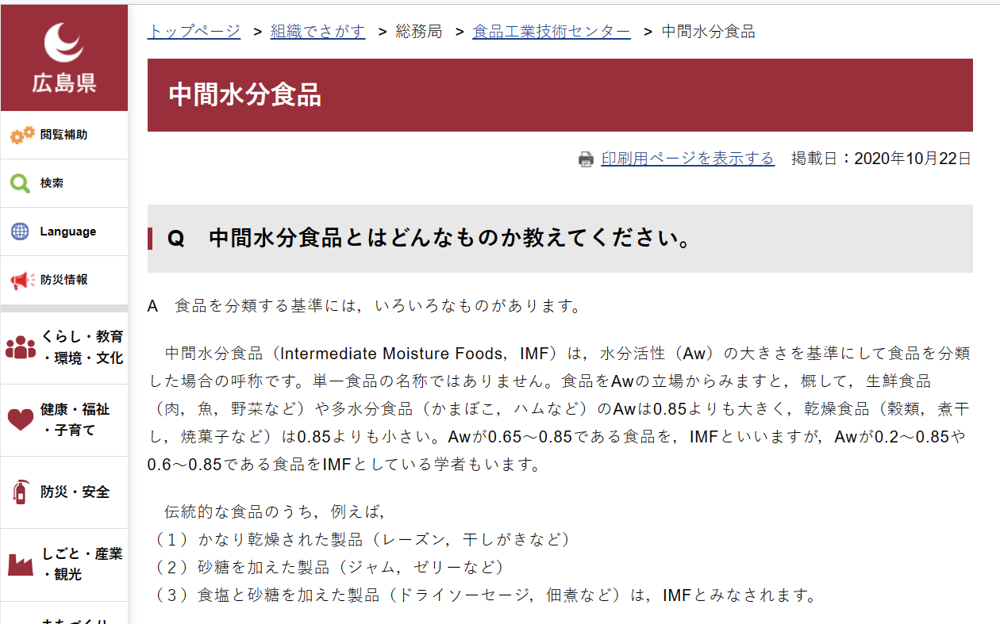 広島県
閲覧補助
検索
Language
防災情報
くらし・教育
・環境・文化
健康・福祉
・子育て
防災・安全
しごと・産業
・観光
トップページ > 組織でさがす > 総務局 > 食品工業技術センター > 中間水分食品
中間水分食品
印刷用ページを表示する 掲載日：2020年10月22日
Q　中間水分食品とはどんなものか教えてください。
A　食品を分類する基準には，いろいろなものがあります。
中間水分食品（Intermediate Moisture Foods，IMF）は，水分活性（Aw）の大きさを基準にして食品を分類
した場合の呼称です。単一食品の名称ではありません。食品をAwの立場からみますと，概して，生鮮食品
（肉，魚，野菜など）や多水分食品（かまぼこ，ハムなど）のAwは0.85よりも大きく，乾燥食品（穀類，煮干
し，焼菓子など）は0.85よりも小さい。Awが0.65～0.85である食品を，IMFといいますが，Awが0.2～0.85や
0.6～0.85である食品をIMFとしている学者もいます。
伝統的な食品のうち，例えば，
（１）かなり乾燥された製品（レーズン，干しがきなど）
（２）砂糖を加えた製品（ジャム，ゼリーなど）
（３）食塩と砂糖を加えた製品（ドライソーセージ，佃煮など）は，IMFとみなされます。